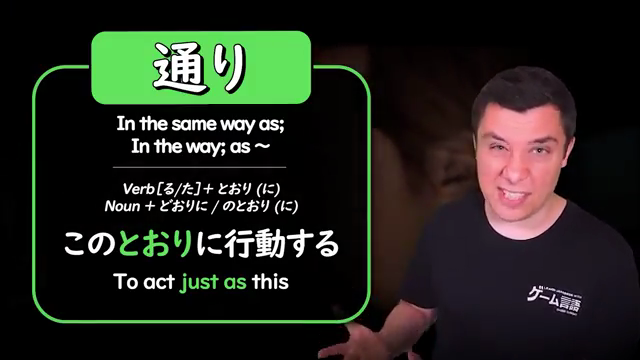 通り
In the same way as;
In the way; as ～
Verb [る/た] + とおり (に)
Noun + どおりに / のとおり (に)
このとおりに行動する
To act just as this
ゲーム言語